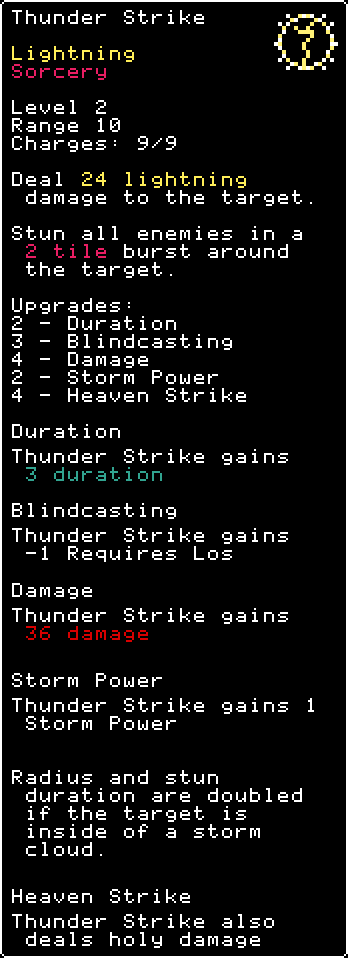 Thunder Strike
Lightning
Sorcery
Level 2
Range 10
Charges: 9/9
Deal 24 lightning
damage to the target.
Stun all enemies in a
2 tile burst around
the target.
Upgrades:
2 - Duration
3 - Blindcasting
4 - Damage
2 - Storm Power
4 - Heaven Strike
Duration
Thunder Strike gains
3 duration
Blindcasting
Thunder Strike gains
-1 Requires Los
Damage
Thunder Strike gains
36 damage
Storm Power
Thunder Strike gains 1
Storm Power
Radius and stun
duration are doubled
if the target is
inside of a storm
cloud.
Heaven Strike
Thunder Strike also
deals holy damage